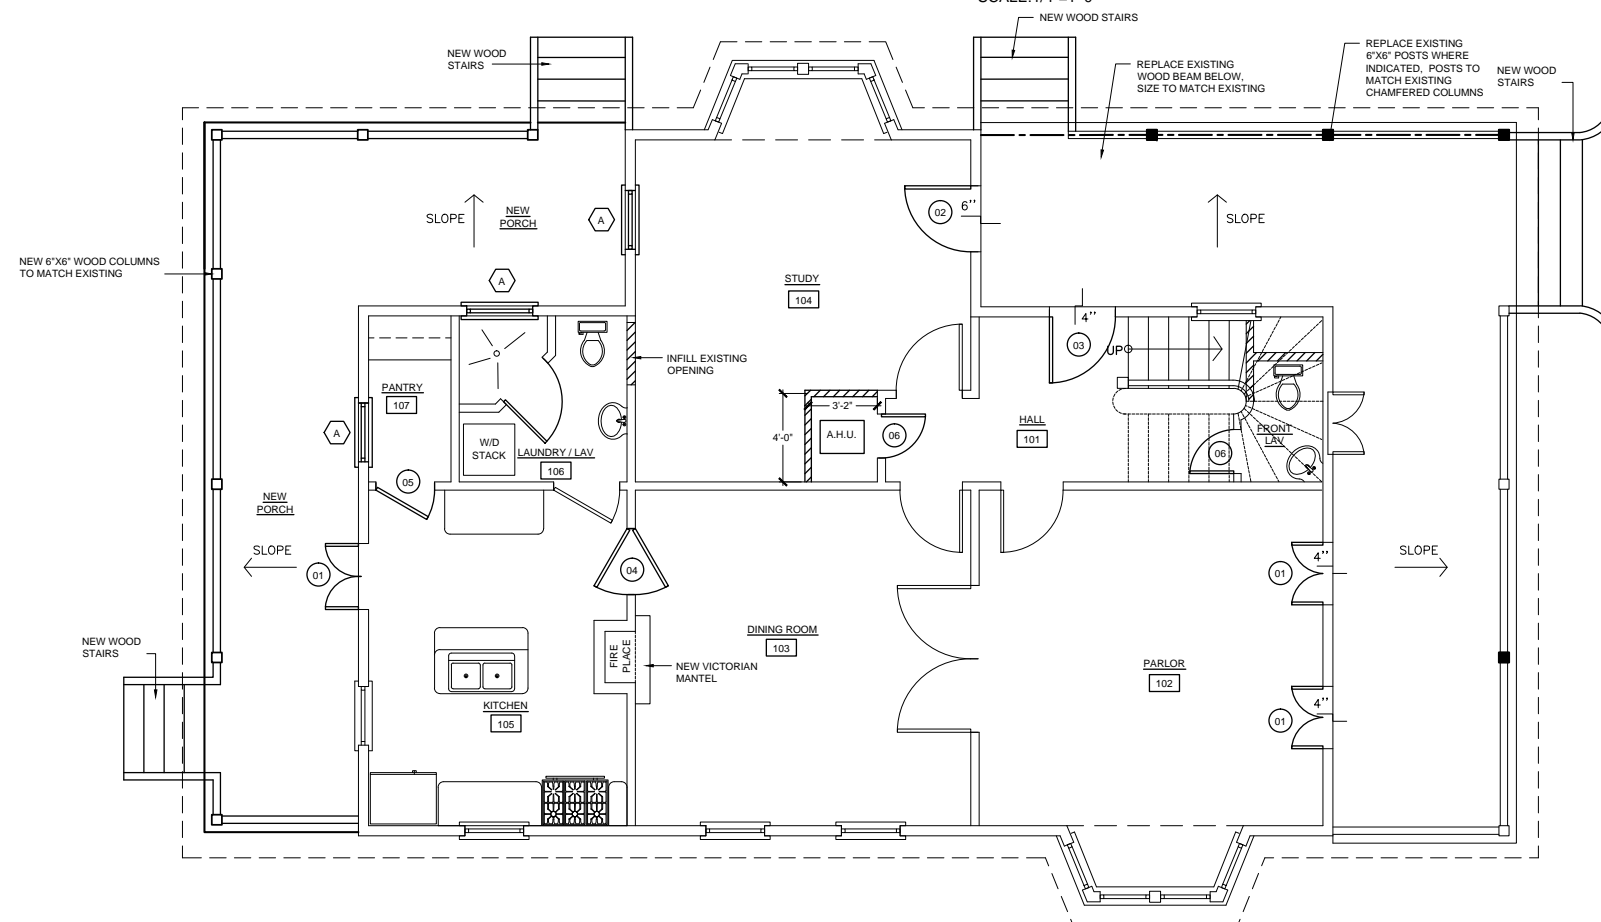 NEW WOOD STAIRS
NEW WOOD
STAIRS
REPLACE EXISTING
WOOD BEAM BELOW,
SIZE TO MATCH EXISTING
REPLACE EXISTING
6"X6" POSTS WHERE
INDICATED, POSTS TO
MATCH EXISTING
CHAMFERED COLUMNS
NEW WOOD
STAIRS
SLOPE
NEW
PORCH
A
02
6"
SLOPE
NEW 6"X6" WOOD COLUMNS
TO MATCH EXISTING
A
STUDY
104
4"
03
UP
INFILL EXISTING
OPENING
PANTRY
107
3'-2"
A
4'-0"
A.H.U.
06
HALL
101
FRONT
LAV
06
W/D
STACK
LAUNDRY / LAV
106
05
NEW
PORCH
SLOPE
01
04
01
4"
SLOPE
NEW WOOD
STAIRS
FIRE
PLACE
DINING ROOM
103
NEW VICTORIAN
MANTEL
PARLOR
102
KITCHEN
105
01
4"